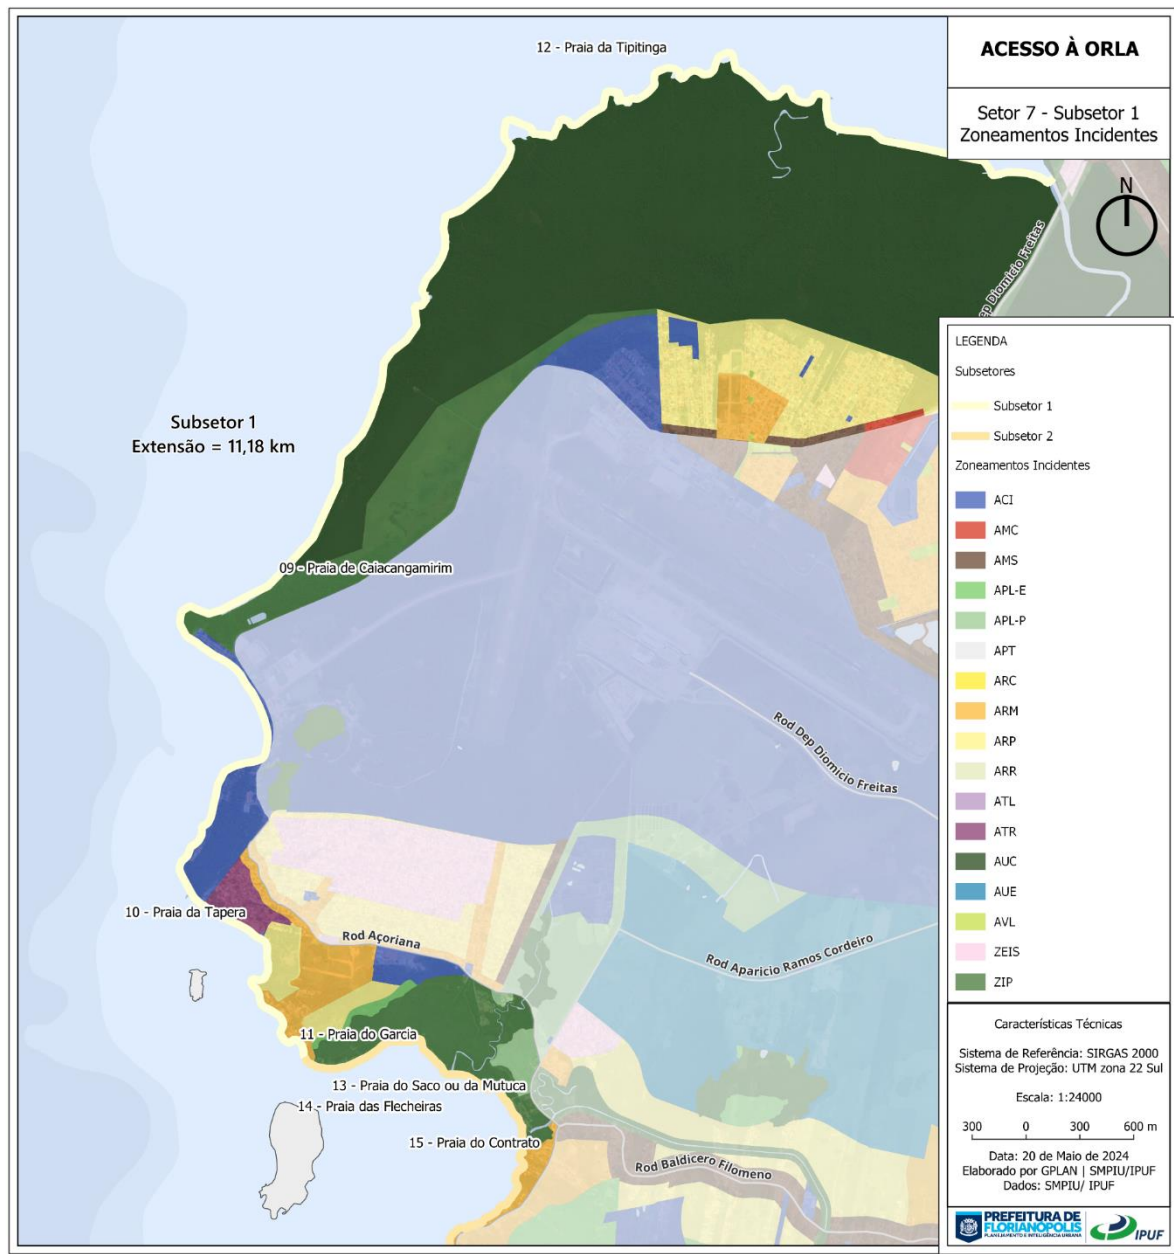 12 - Praia da Tipitinga
ACESSO À ORLA
Setor 7 - Subsetor 1
Zoneamentos Incidentes
N
Dep Diomicio Freitas
Subsetor 1
Extensão = 11,18 km
09 - Praia de Caiacangamirim
Rod Dep Diomicio Freitas
10 - Praia da Tapera
Rod Açoriana
Rod Aparicio Ramos Cordeiro
11 - Praia do Garcia
13 - Praia do Saco ou da Mutuca
14 - Praia das Flecheiras
15 - Praia do Contrato
Rod Baldicero Filomeno
LEGENDA
Subsetores
Subsetor 1
Subsetor 2
Zoneamentos Incidentes
ACI
AMC
AMS
APL-E
APL-P
APT
ARC
ARM
ARP
ARR
ATL
ATR
AUC
AUE
AVL
ZEIS
ZIP
Características Técnicas
Sistema de Referência: SIRGAS 2000
Sistema de Projeção: UTM zona 22 Sul
Escala: 1:24000
300 0 300 600 m
Data: 20 de Maio de 2024
Elaborado por GPLAN | SMPIU/IPUF
Dados: SMPIU/ IPUF
PREFEITURA DE
FLORIANÓPOLIS
PLANEJAMENTO E INTELIGÊNCIA URBANA
IPUF